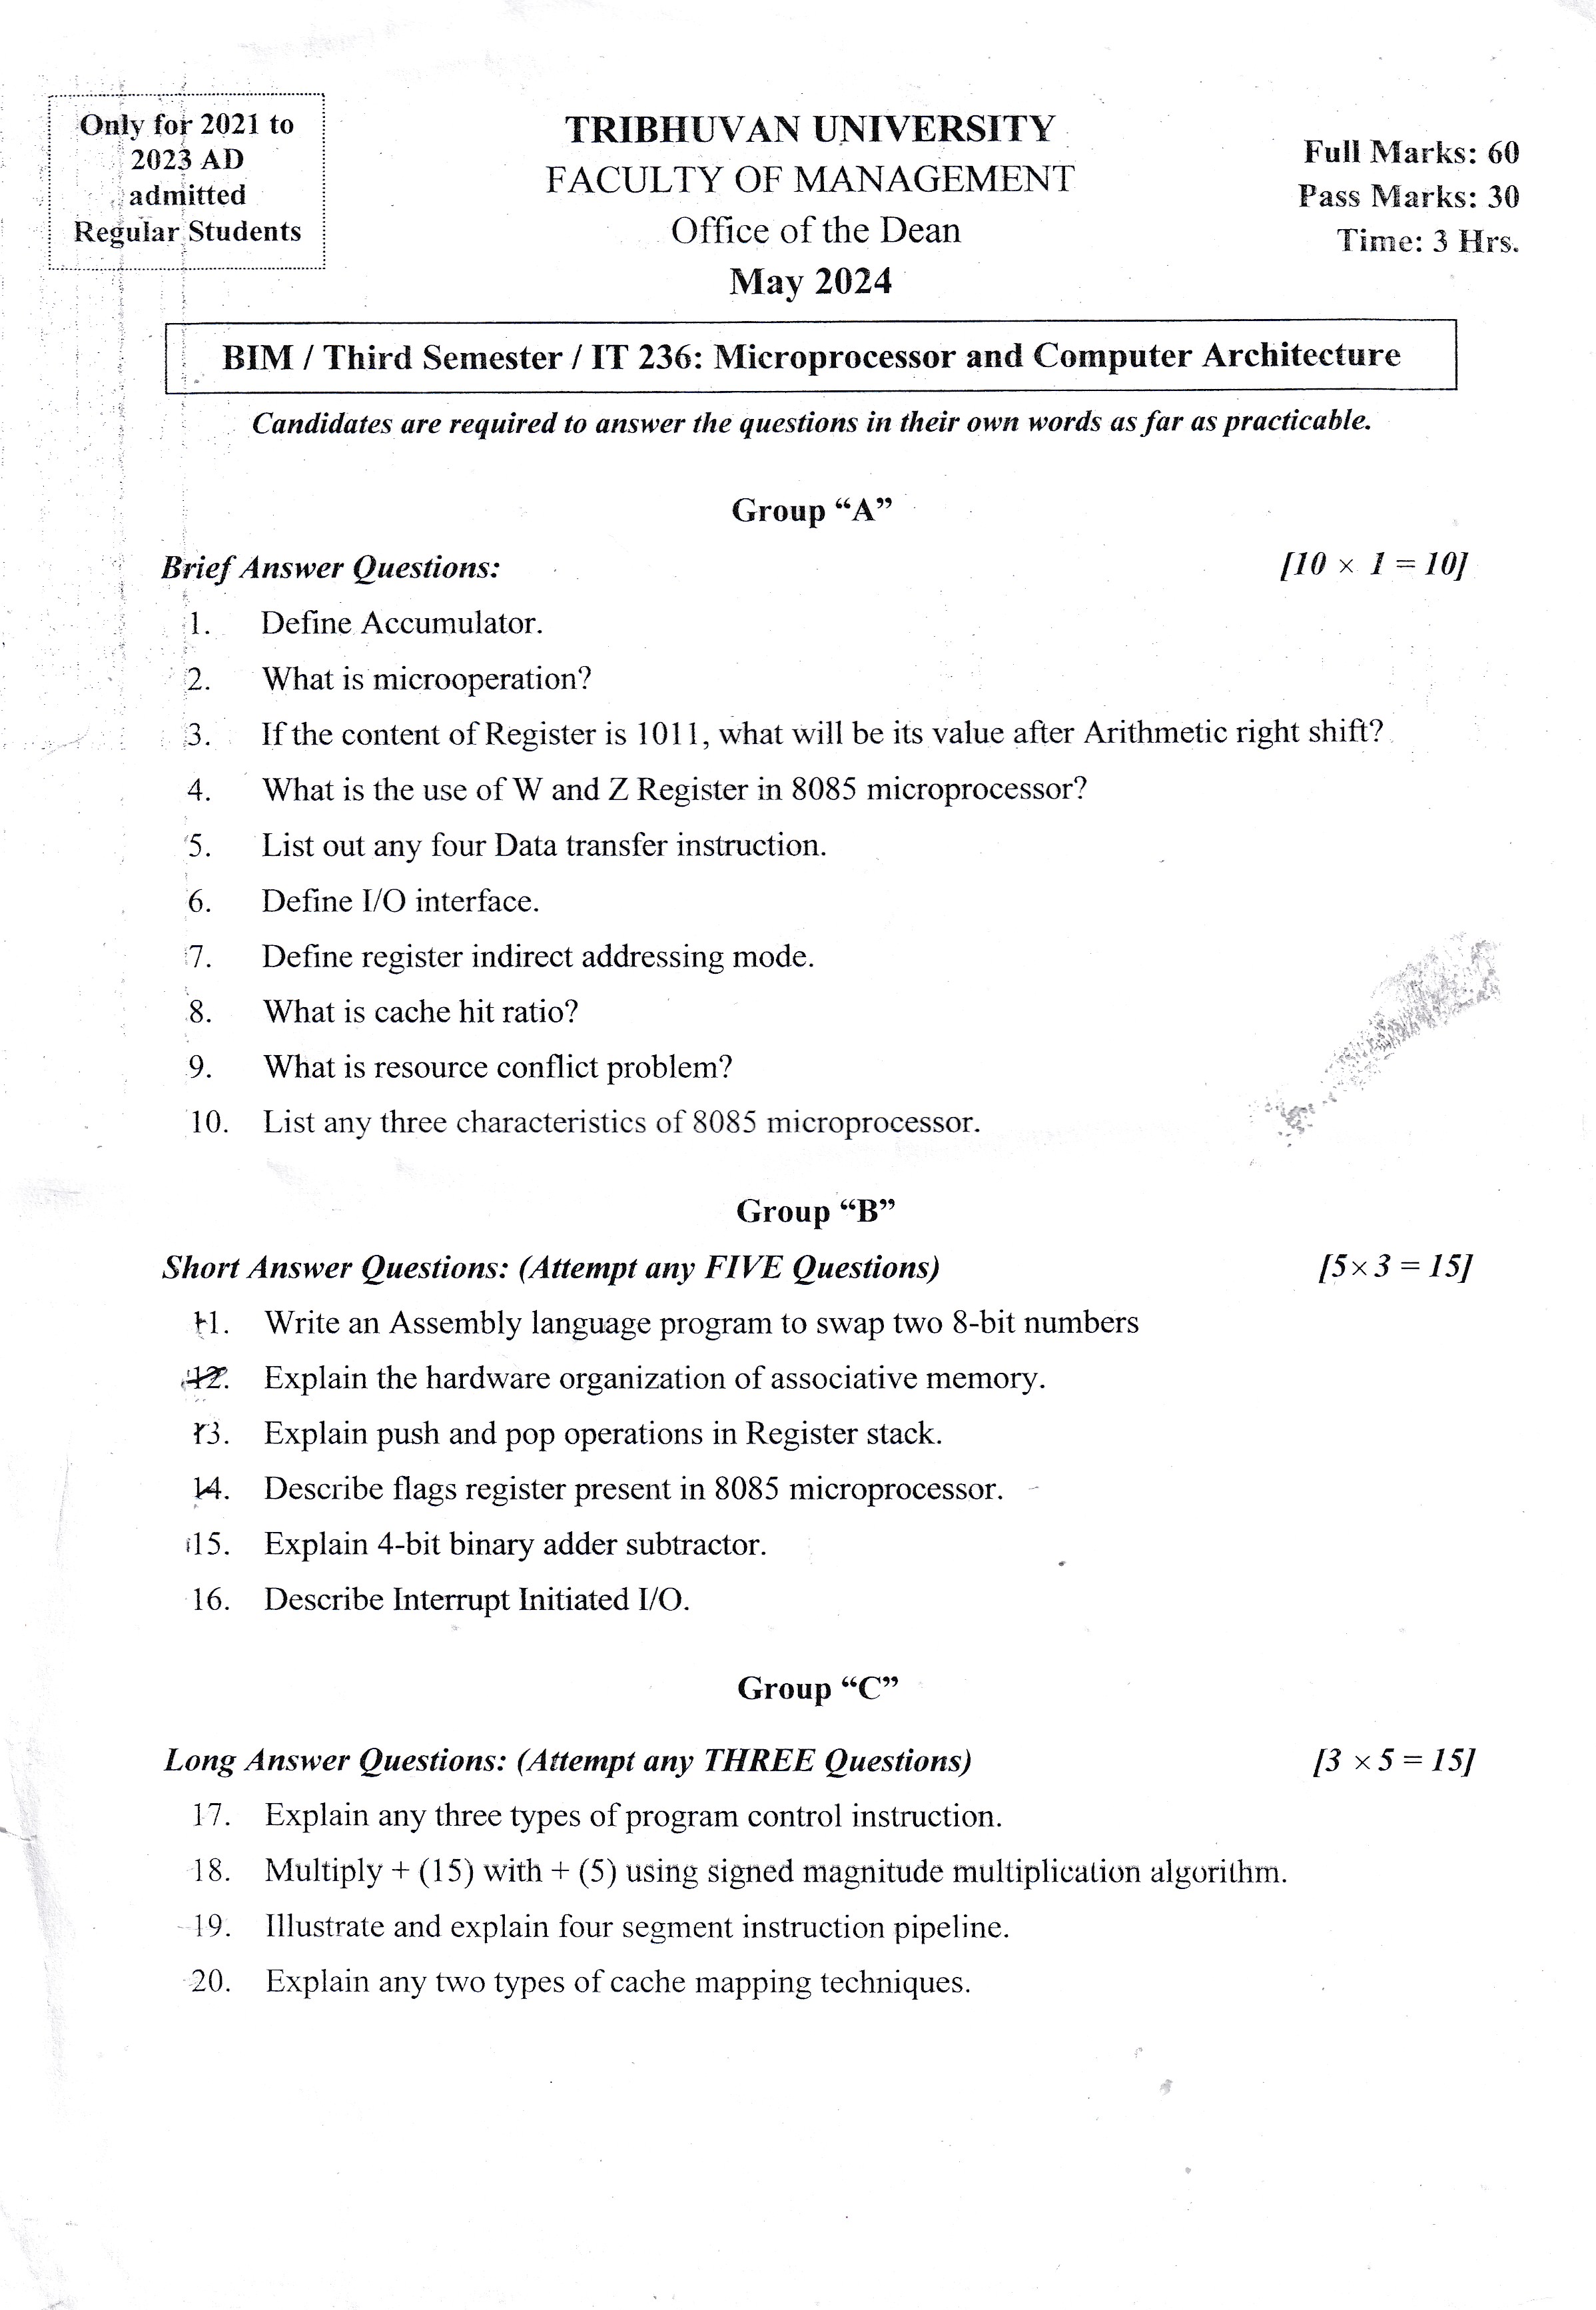 Only for 2021 to
2023 AD
admitted
Regular Students
TRIBHUVAN UNIVERSITY
FACULTY OF MANAGEMENT
Office of the Dean
May 2024
Full Marks: 60
Pass Marks: 30
Time: 3 Hrs.
BIM / Third Semester / IT 236: Microprocessor and Computer Architecture
Candidates are required to answer the questions in their own words as far as practicable.
Group “A”
Brief Answer Questions: [10 × 1 = 10]
1. Define Accumulator.
2. What is microoperation?
3. If the content of Register is 1011, what will be its value after Arithmetic right shift?
4. What is the use of W and Z Register in 8085 microprocessor?
5. List out any four Data transfer instruction.
6. Define I/O interface.
7. Define register indirect addressing mode.
8. What is cache hit ratio?
9. What is resource conflict problem?
10. List any three characteristics of 8085 microprocessor.
Group “B”
Short Answer Questions: (Attempt any FIVE Questions) [5× 3 = 15]
11. Write an Assembly language program to swap two 8-bit numbers
12. Explain the hardware organization of associative memory.
13. Explain push and pop operations in Register stack.
14. Describe flags register present in 8085 microprocessor.
15. Explain 4-bit binary adder subtractor.
16. Describe Interrupt Initiated I/O.
Group “C”
Long Answer Questions: (Attempt any THREE Questions) [3 × 5 = 15]
17. Explain any three types of program control instruction.
18. Multiply + (15) with + (5) using signed magnitude multiplication algorithm.
19. Illustrate and explain four segment instruction pipeline.
20. Explain any two types of cache mapping techniques.